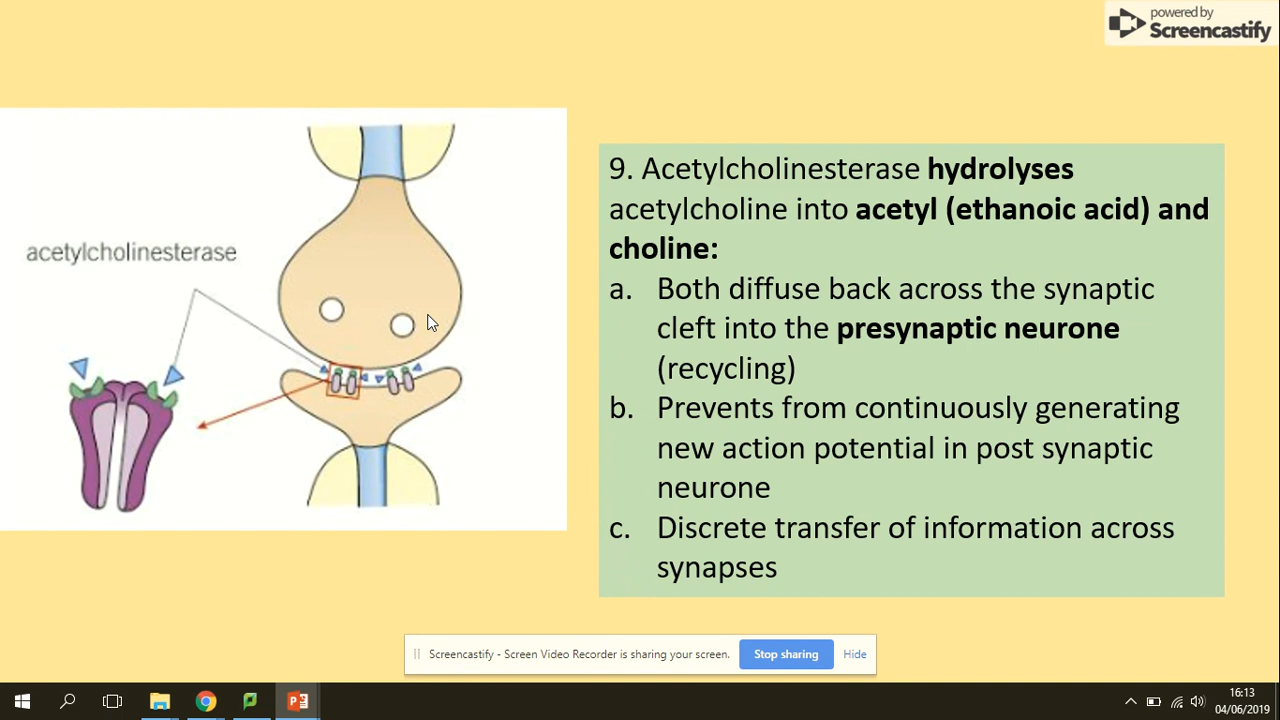 powered by
Screencastify
acetylcholinesterase
9. Acetylcholinesterase hydrolyses
acetylcholine into acetyl (ethanoic acid) and
choline:
a. Both diffuse back across the synaptic
cleft into the presynaptic neurone
(recycling)
b. Prevents from continuously generating
new action potential in post synaptic
neurone
c. Discrete transfer of information across
synapses
Screencastify - Screen Video Recorder is sharing your screen. Stop sharing Hide
16:13
04/06/2019